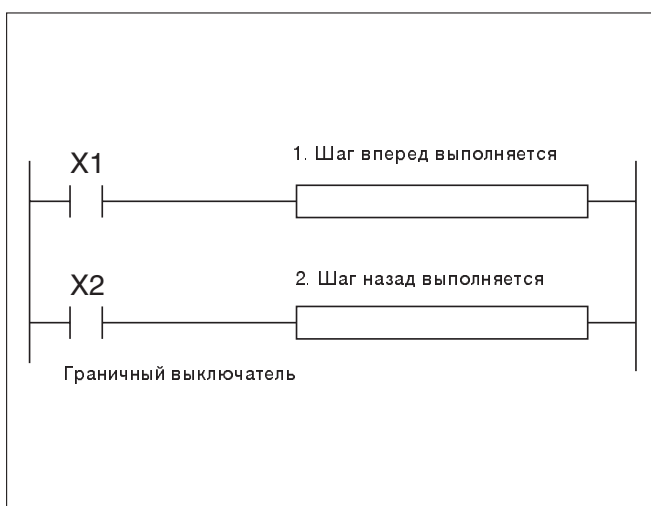 X1
1. Шаг вперед выполняется
X2
2. Шаг назад выполняется
Граничный выключатель